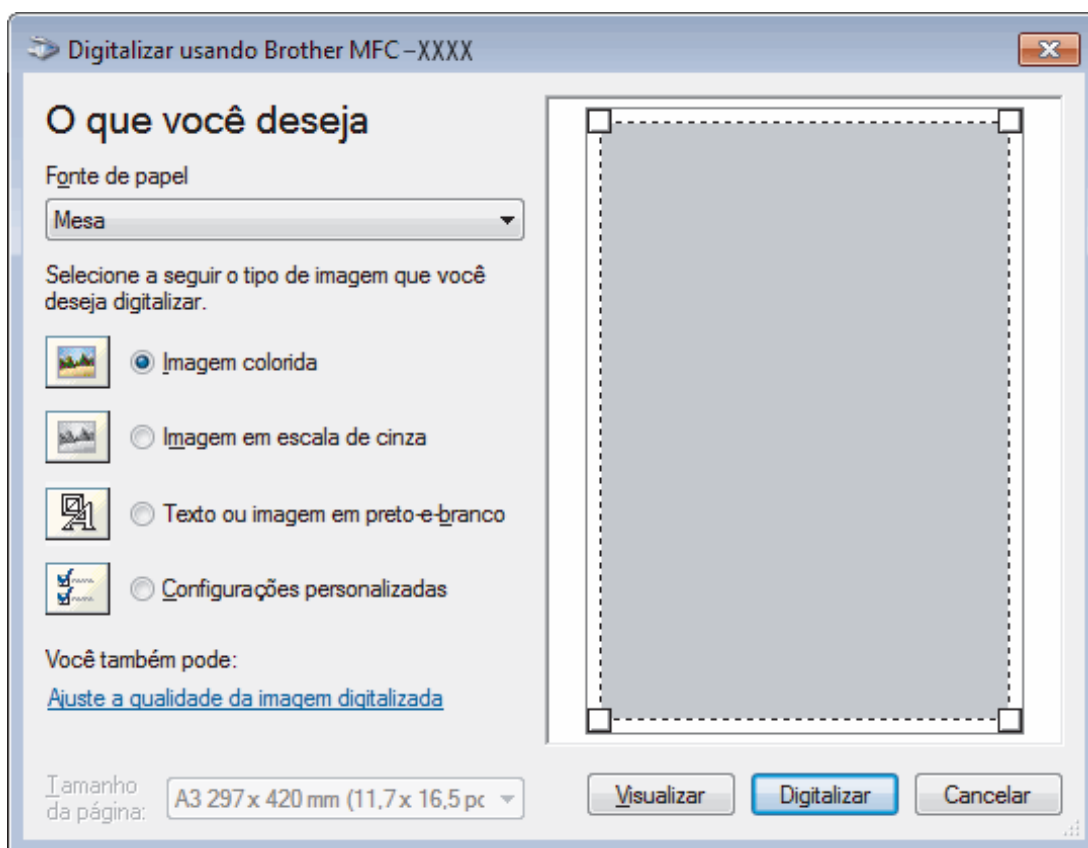 Digitalizar usando Brother MFC-XXXX
O que você deseja
Fonte de papel
Mesa
Selecione a seguir o tipo de imagem que você
deseja digitalizar.
Imagem colorida
Imagem em escala de cinza
Texto ou imagem em preto-e-branco
Configurações personalizadas
Você também pode:
Ajuste a qualidade da imagem digitalizada
Tamanho
da página:
A3 297 x 420 mm (11,7 x 16,5 pc
Visualizar
Digitalizar
Cancelar